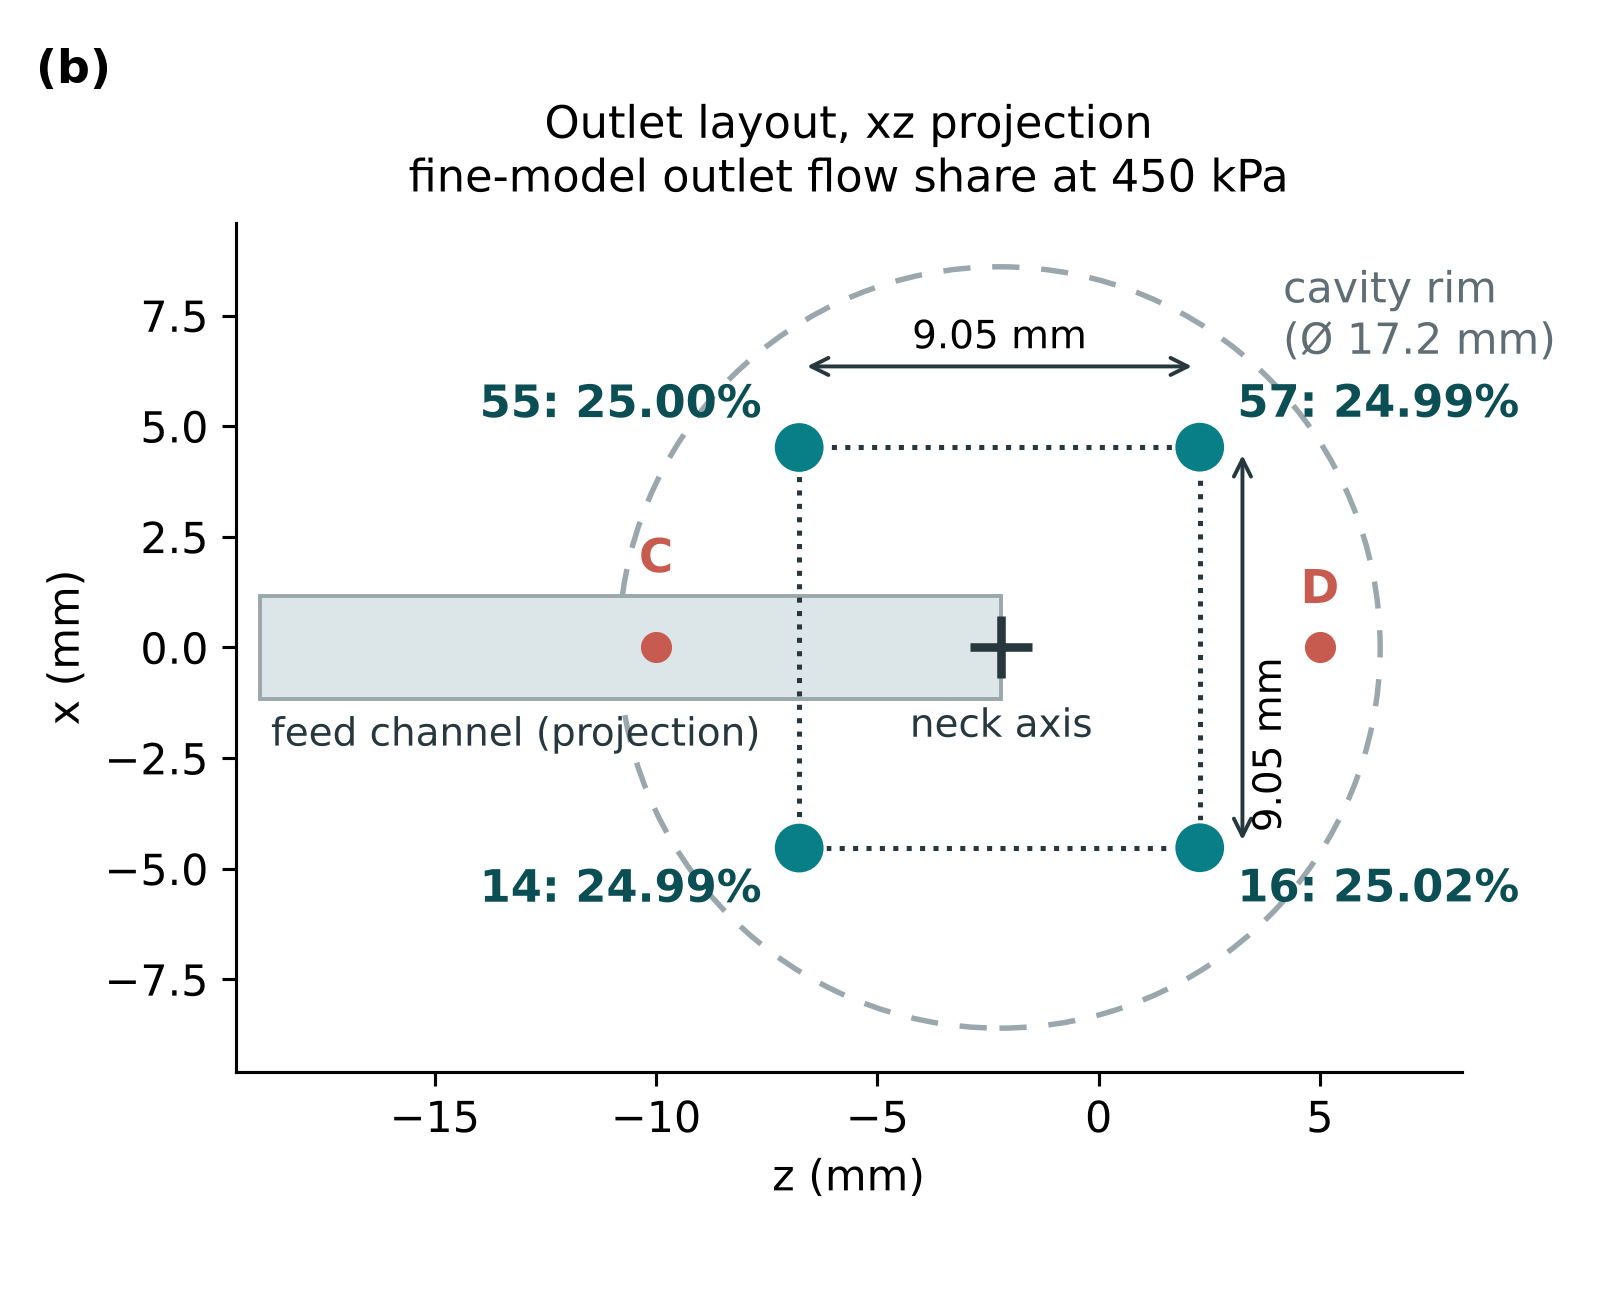 (b)
Outlet layout, xz projection
fine-model outlet flow share at 450 kPa
cavity rim
(Ø 17.2 mm)
7.5
9.05 mm
55: 25.00%
57: 24.99%
5.0
2.5
C
D
x (mm)
0.0
9.05 mm
feed channel (projection)
neck axis
−2.5
−5.0
14: 24.99%
16: 25.02%
−7.5
−15
−10
−5
0
5
z (mm)